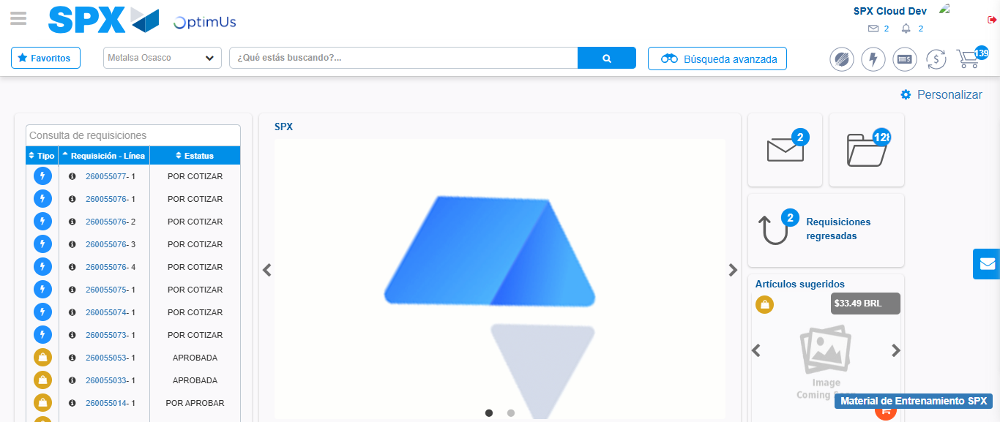 SPX
OptimUs
SPX Cloud Dev
2
2
Favoritos
Metalsa Osasco
¿Qué estás buscando?...
Búsqueda avanzada
139
Personalizar
Consulta de requisiciones
Tipo Requisición - Línea Estatus
260055077- 1 POR COTIZAR
260055076- 1 POR COTIZAR
260055076- 2 POR COTIZAR
260055076- 3 POR COTIZAR
260055076- 4 POR COTIZAR
260055075- 1 POR COTIZAR
260055074- 1 POR COTIZAR
260055073- 1 POR COTIZAR
260055053- 1 APROBADA
260055033- 1 APROBADA
260055014- 1 POR APROBAR
SPX
2
2
Requisiciones
regresadas
Artículos sugeridos
$33.49 BRL
Image
Coming
Material de Entrenamiento SPX